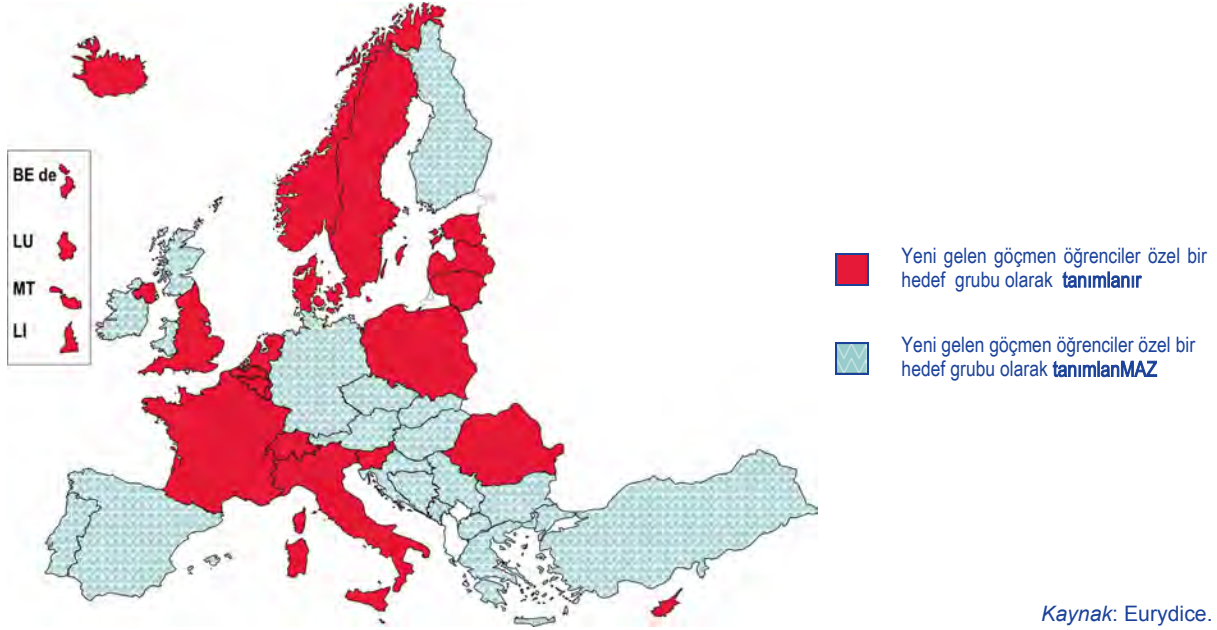 BE de
LU
MT
LI
Yeni gelen göçmen öğrenciler özel bir
hedef grubu olarak tanımlanır
Yeni gelen göçmen öğrenciler özel bir
hedef grubu olarak tanımlanMAZ
Kaynak: Eurydice.